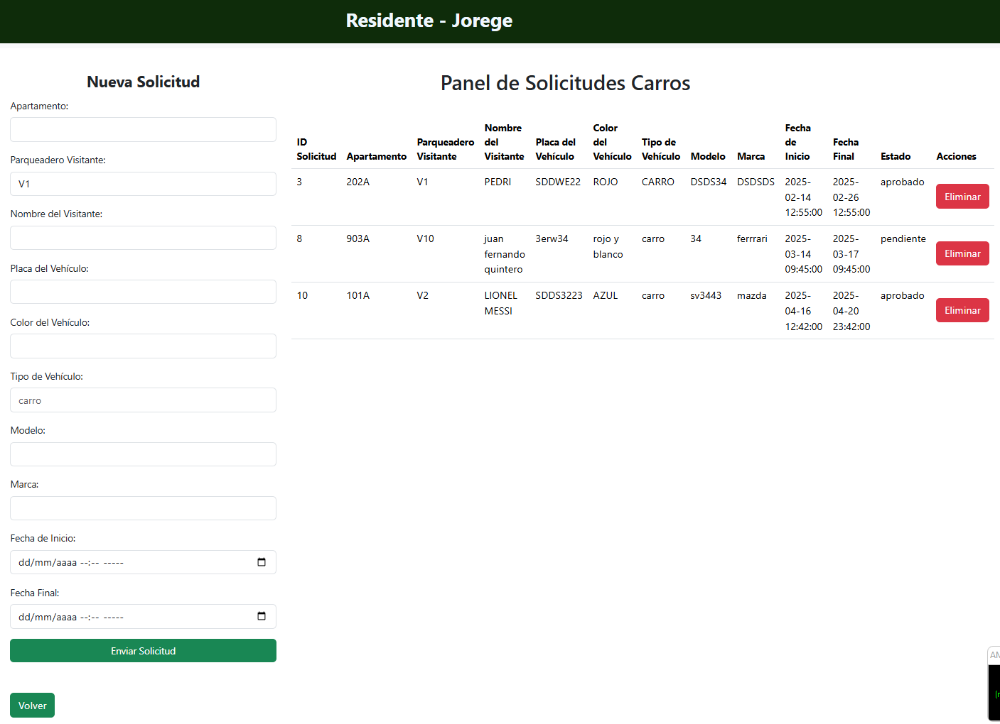 Residente - Jorege
Nueva Solicitud
Apartamento:
Parqueadero Visitante:
V1
Nombre del Visitante:
Placa del Vehículo:
Color del Vehículo:
Tipo de Vehículo:
carro
Modelo:
Marca:
Fecha de Inicio:
dd/mm/aaaa --:-- -----
Fecha Final:
dd/mm/aaaa --:-- -----
Enviar Solicitud
Volver
Panel de Solicitudes Carros
ID Solicitud Apartamento Parqueadero Visitante Nombre del Visitante Placa del Vehículo Color del Vehículo Tipo de Vehículo Modelo Marca Fecha de Inicio Fecha Final Estado Acciones
3 202A V1 PEDRI SDDWE22 ROJO CARRO DSDS34 DSDSDS 2025-02-14 12:55:00 2025-02-26 12:55:00 aprobado Eliminar
8 903A V10 juan fernando quintero 3erw34 rojo y blanco carro 34 ferrrari 2025-03-14 09:45:00 2025-03-17 09:45:00 pendiente Eliminar
10 101A V2 LIONEL MESSI SDDS3223 AZUL carro sv3443 mazda 2025-04-16 12:42:00 2025-04-20 23:42:00 aprobado Eliminar